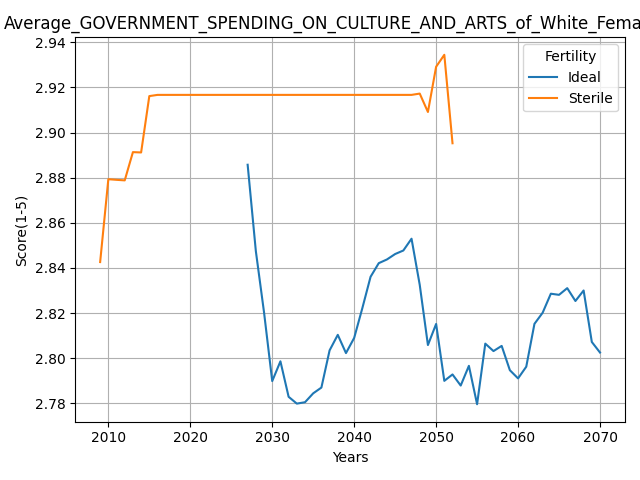 Average_GOVERNMENT_SPENDING_ON_CULTURE_AND_ARTS_of_White_Fema
Fertility
Ideal
Sterile
Score(1-5)
2.94
2.92
2.90
2.88
2.86
2.84
2.82
2.80
2.78
2010 2020 2030 2040 2050 2060 2070
Years